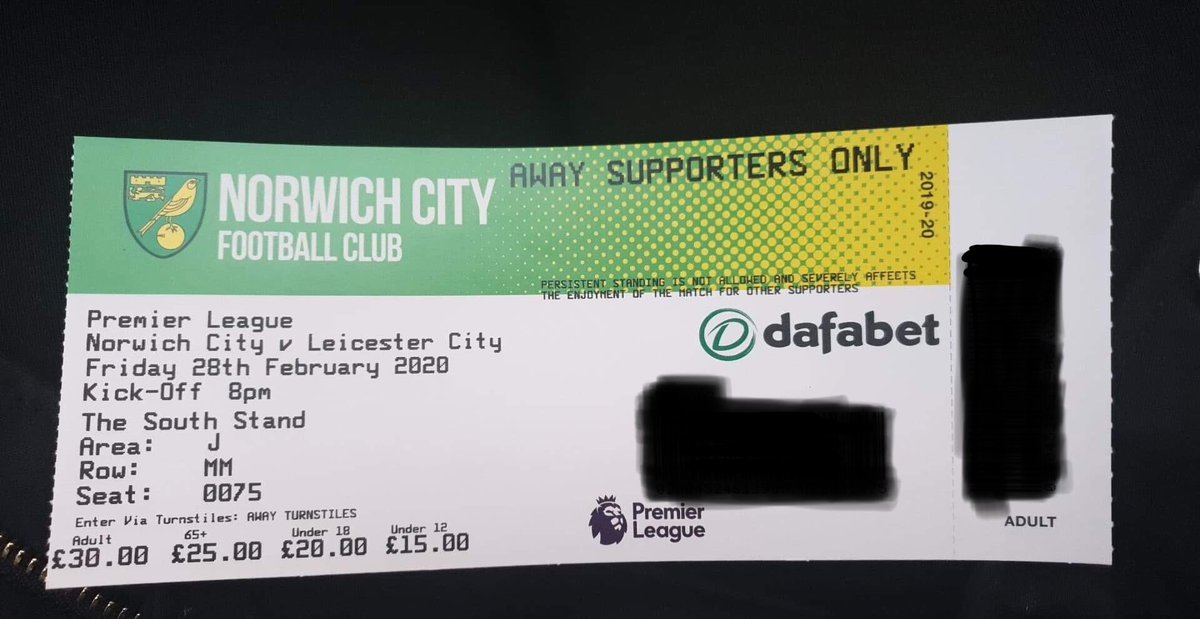 NORWICH CITY
FOOTBALL CLUB
AWAY SUPPORTERS ONLY
2019-20
PERSISTENT STANDING IS NOT ALLOWED AND SEVERELY AFFECTS
THE ENJOYMENT OF THE MATCH FOR OTHER SUPPORTERS
Premier League
Norwich City v Leicester City
Friday 28th February 2020
Kick-Off 8pm
dafabet
The South Stand
Area: J
Row: MM
Seat: 0075
Enter Via Turnstiles: AWAY TURNSTILES
Adult 65+ Under 18 Under 12
£30.00 £25.00 £20.00 £15.00
Premier
League
ADULT